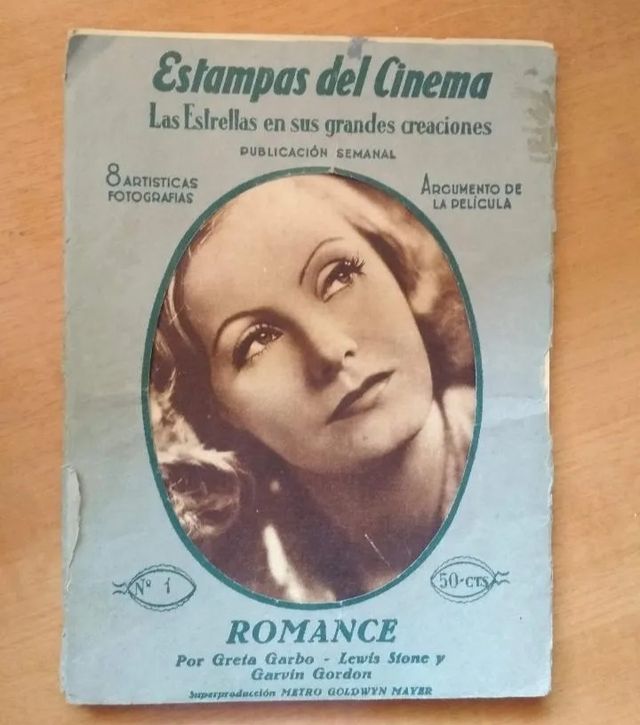 Estampas del Cinema
Las Estrellas en sus grandes creaciones
PUBLICACIÓN SEMANAL
8 ARTISTICAS
FOTOGRAFIAS
ARGUMENTO DE
LA PELÍCULA
Nº 1
50-CTS
ROMANCE
Por Greta Garbo - Lewis Stone y
Garvin Gordon
Superproducción METRO GOLDWYN MAYER